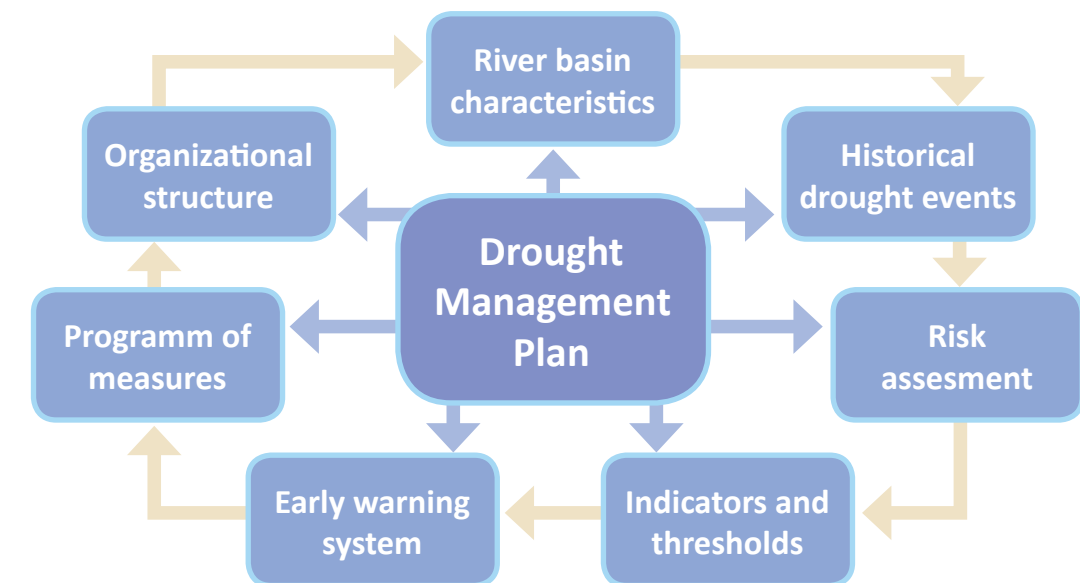 River basin
characteristics
Organizational
structure
Historical
drought events
Drought
Management
Plan
Programm of
measures
Risk
assesment
Early warning
system
Indicators and
thresholds